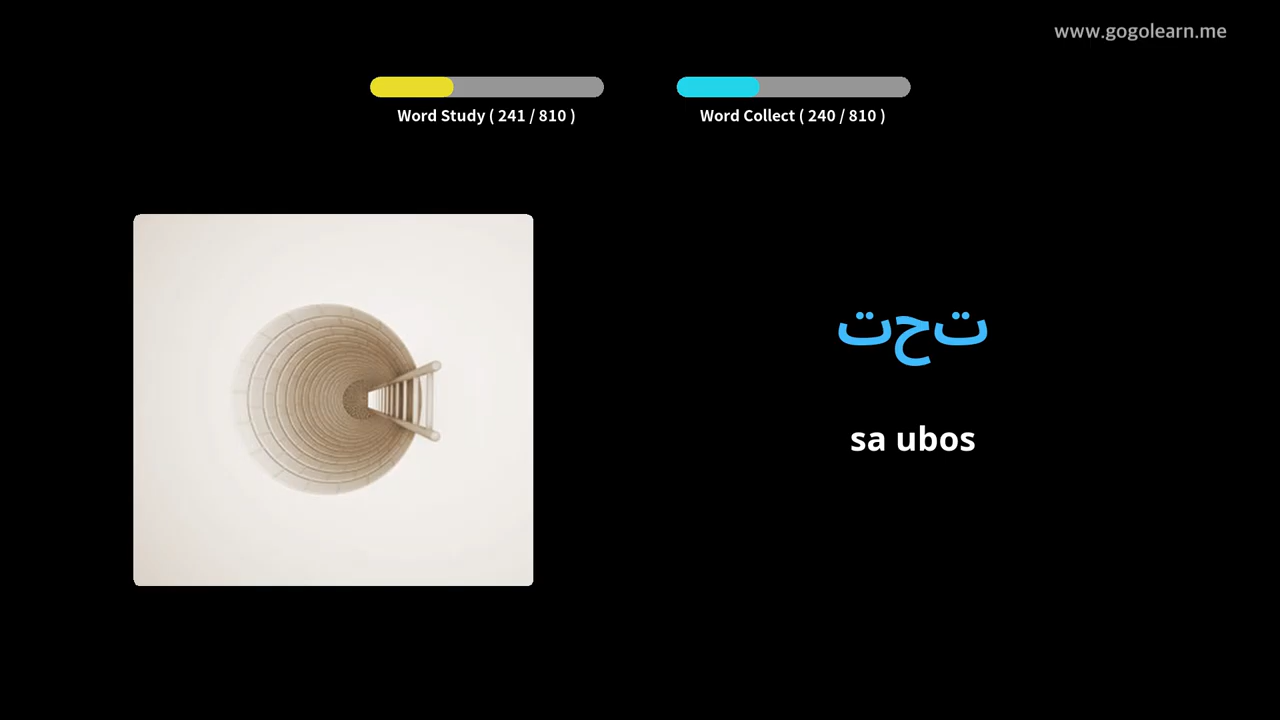 www.gogolearn.me
Word Study ( 241 / 810 )
Word Collect ( 240 / 810 )
تحت
sa ubos